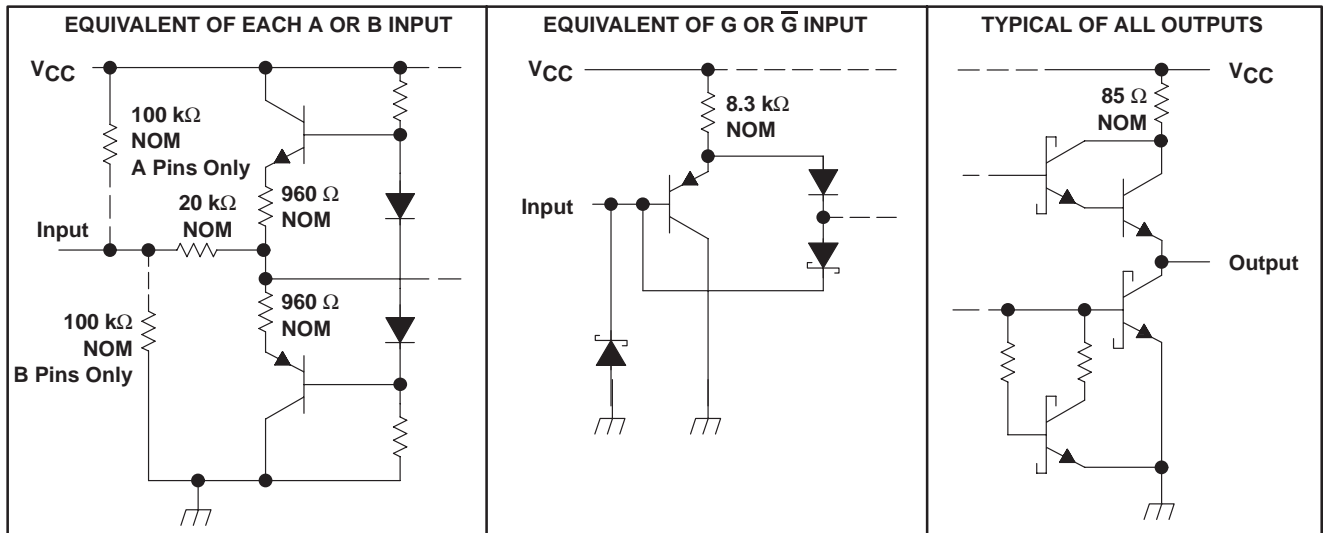 EQUIVALENT OF EACH A OR B INPUT
VCC
100 kΩ
NOM
A Pins Only
20 kΩ
NOM
960 Ω
NOM
Input
960 Ω
NOM
100 kΩ
NOM
B Pins Only
EQUIVALENT OF G OR G̅ INPUT
VCC
8.3 kΩ
NOM
Input
TYPICAL OF ALL OUTPUTS
VCC
85 Ω
NOM
Output